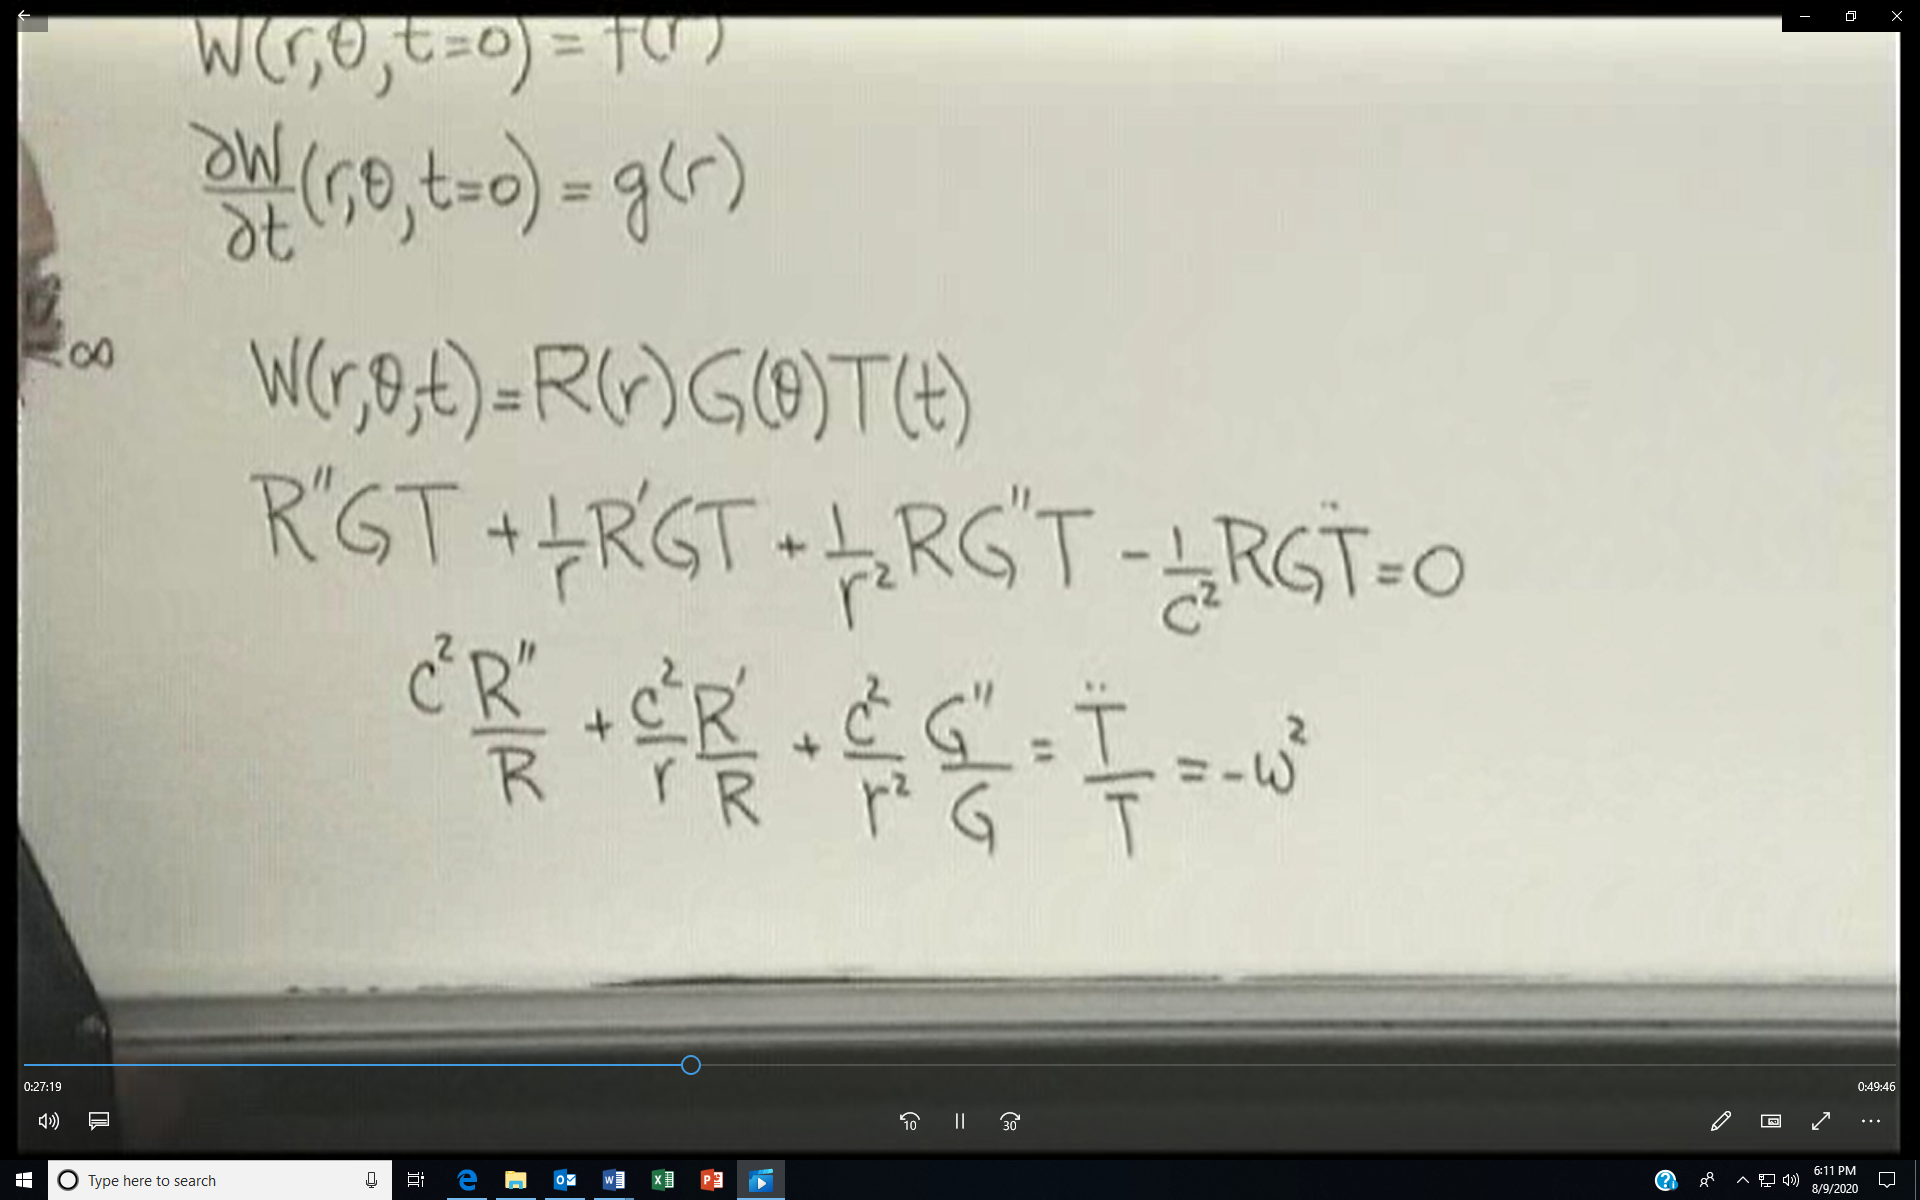 W(r,θ,t=0) = f(r)
∂W/∂t (r,θ,t=0) = g(r)
<∞
W(r,θ,t)=R(r)G(θ)T(t)
R''GT + 1/r R'GT + 1/r² RG''T - 1/c² RGT̈ = 0
c² R''/R + c²/r R'/R + c²/r² G''/G = T̈/T = -ω²
0:27:19
0:49:46
10
30
Type here to search
6:11 PM
8/9/2020